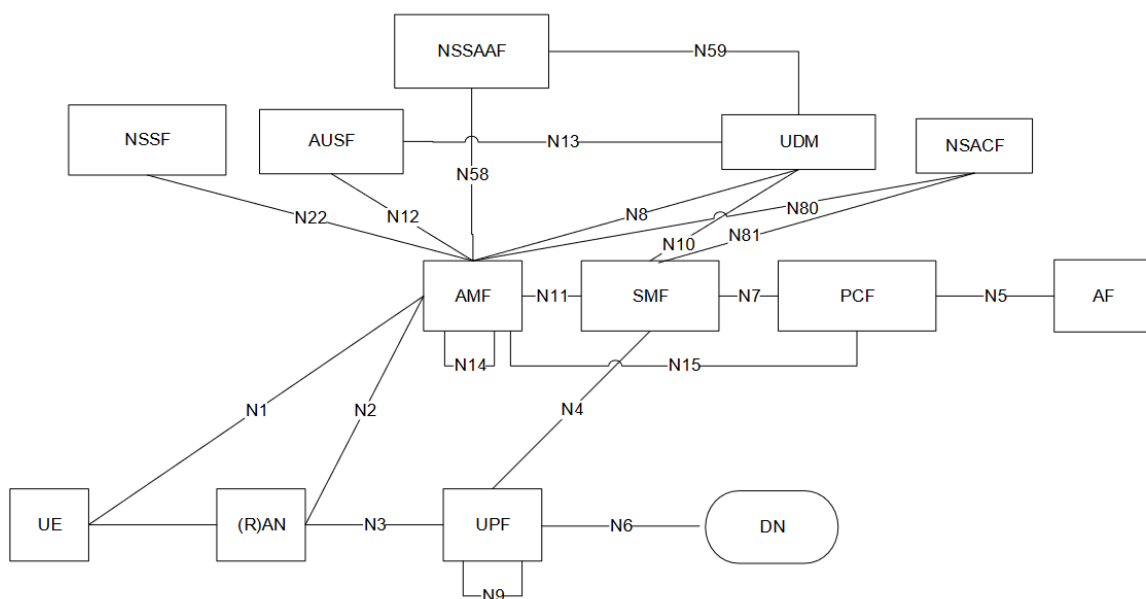 NSSAAF
N59
NSSF
AUSF
N13
UDM
NSACF
N58
N22
N12
N8
N80
N10
N81
AMF
N11
SMF
N7
PCF
N5
AF
N14
N15
N1
N2
N4
UE
(R)AN
N3
UPF
N6
DN
N9